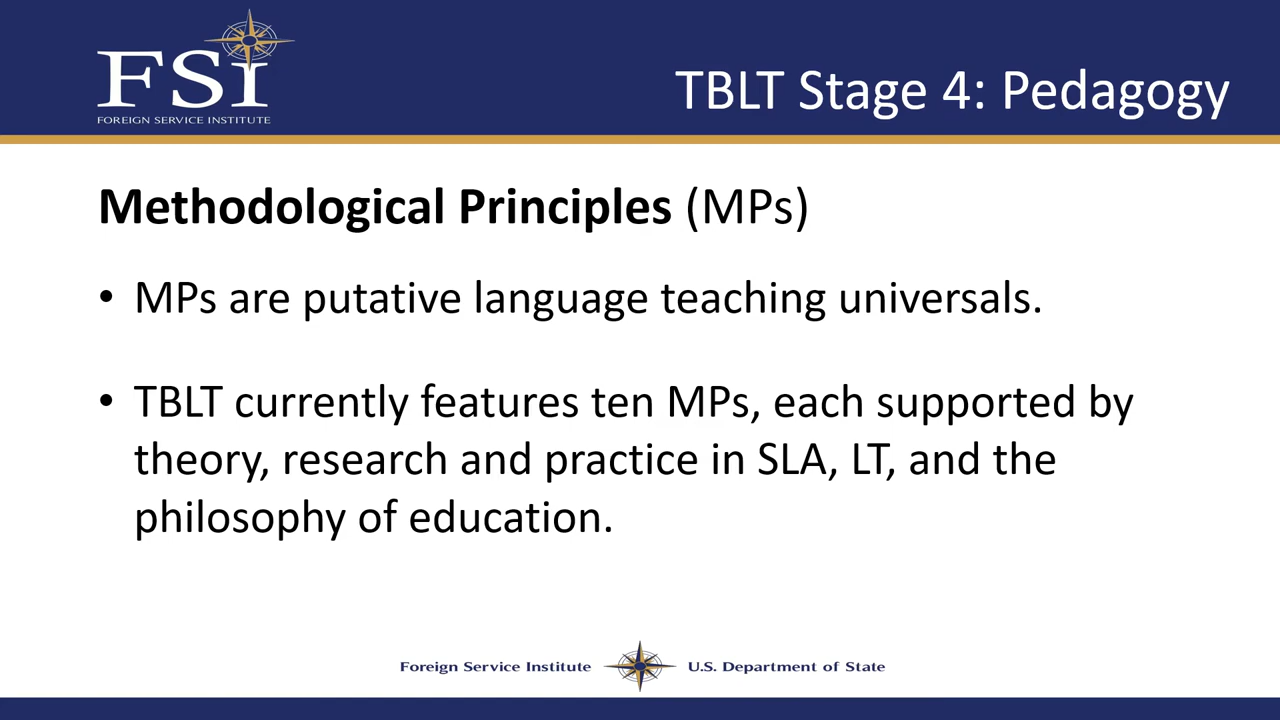 FSI
FOREIGN SERVICE INSTITUTE
TBLT Stage 4: Pedagogy
Methodological Principles (MPs)
• MPs are putative language teaching universals.
• TBLT currently features ten MPs, each supported by
theory, research and practice in SLA, LT, and the
philosophy of education.
Foreign Service Institute U.S. Department of State